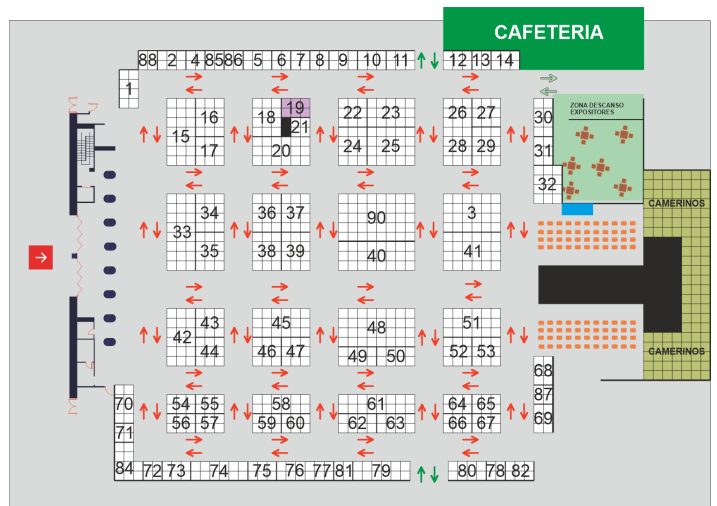 CAFETERIA
88 2 4 85 86 5 6 7 8 9 10 11 12 13 14
1
ZONA DESCANSO
EXPOSITORES
16 18 19 22 23 26 27 30
15 21
17 20 24 25 28 29 31
32
CAMERINOS
34 36 37 90 3
33
35 38 39 40 41
43 45 48 51
42
44 46 47 49 50 52 53
CAMERINOS
68
87
70 54 55 58 61 64 65
69
56 57 59 60 62 63 66 67
71
84 72 73 74 75 76 77 81 79 80 78 82